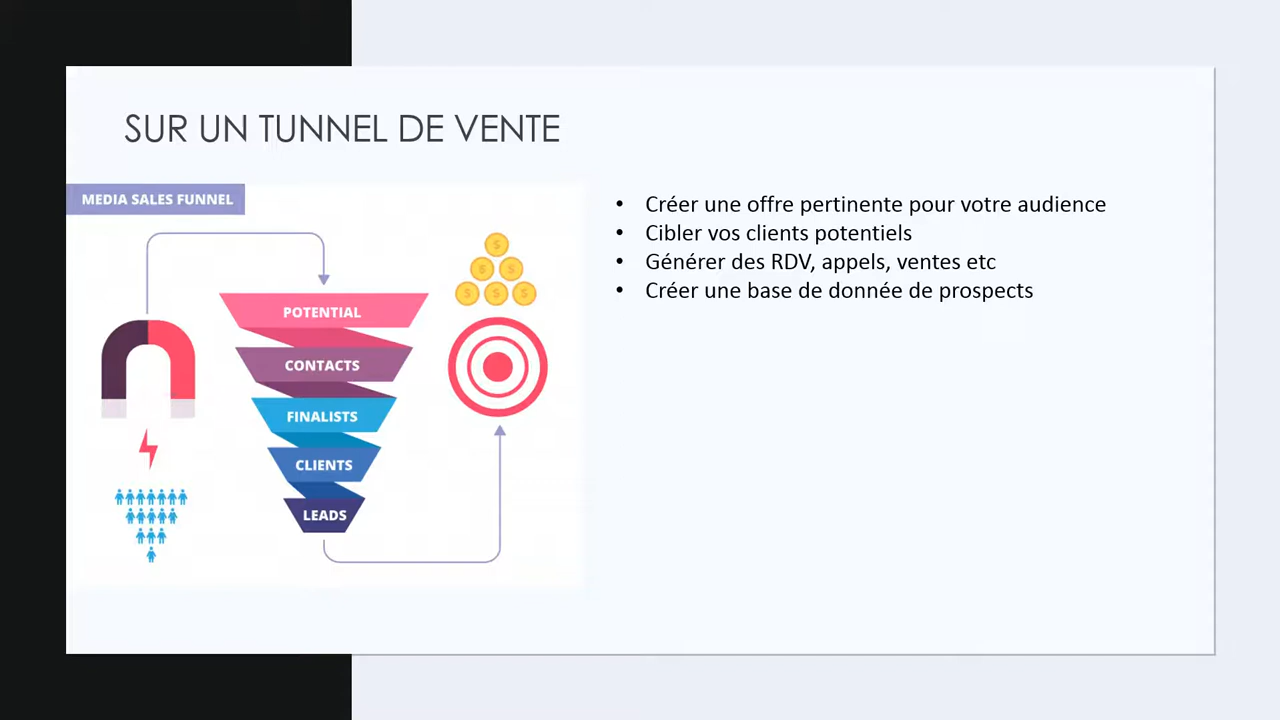 SUR UN TUNNEL DE VENTE
MEDIA SALES FUNNEL
POTENTIAL
CONTACTS
FINALISTS
CLIENTS
LEADS
$
$ $
$ $ $
• Créer une offre pertinente pour votre audience
• Cibler vos clients potentiels
• Générer des RDV, appels, ventes etc
• Créer une base de donnée de prospects